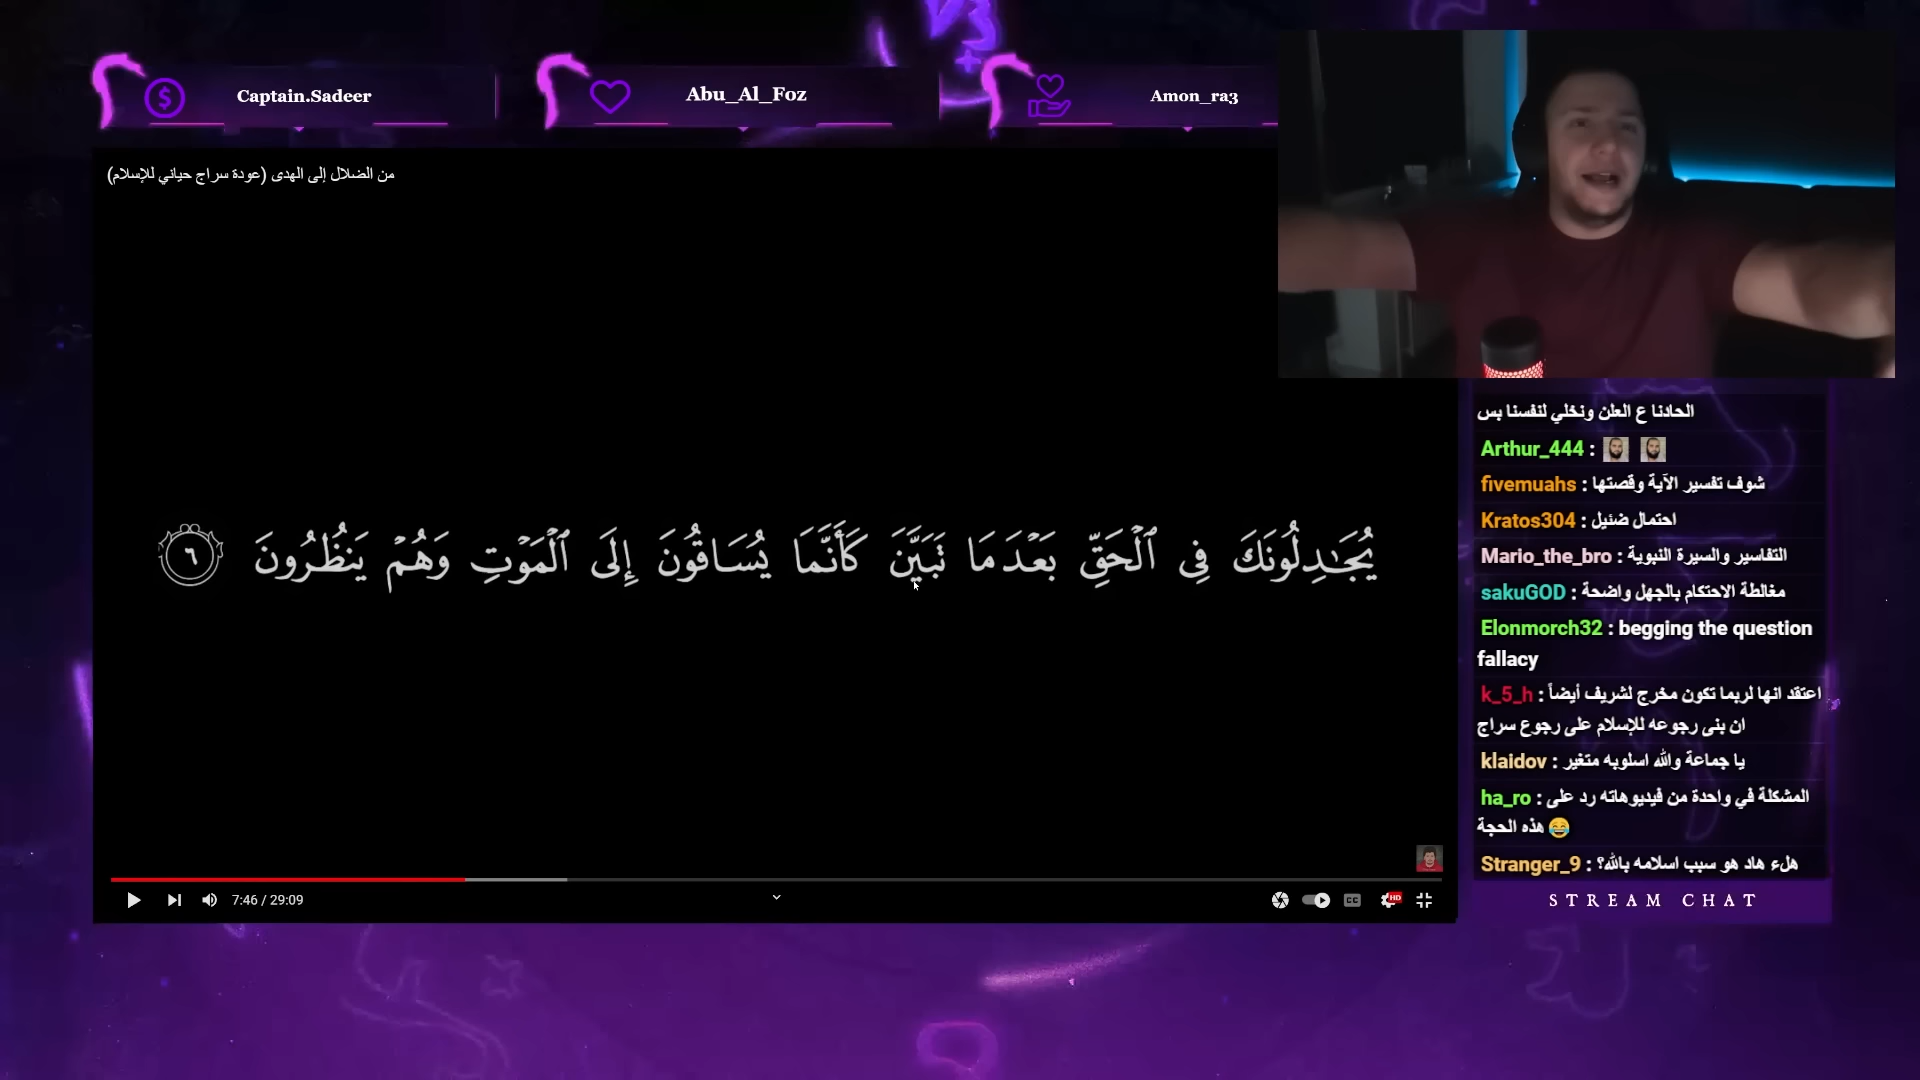 Captain.Sadeer
Abu_Al_Foz
Amon_ra3
من الضلال إلى الهدى (عودة سراج حياني للإسلام)
يُجَـٰدِلُونَكَ فِى ٱلْحَقِّ بَعْدَ مَا تَبَيَّنَ كَأَنَّمَا يُسَاقُونَ إِلَى ٱلْمَوْتِ وَهُمْ يَنظُرُونَ ٦
7:46 / 29:09
CC
HD
الحادنا ع العلن ونخلي لنفسنا بس
Arthur_444 :
fivemuahs : شوف تفسير الآية وقصتها
Kratos304 : احتمال ضئيل
Mario_the_bro : التفاسير والسيرة النبوية
sakuGOD : مغالطة الاحتكام بالجهل واضحة
Elonmorch32 : begging the question
fallacy
k_5_h : اعتقد انها لربما تكون مخرج لشريف أيضاً
ان بنى رجوعه للإسلام على رجوع سراج
klaidov : يا جماعة والله اسلوبه متغير
ha_ro : المشكلة في واحدة من فيديوهاته رد على
هذه الحجة 😂
Stranger_9 : هلء هاد هو سبب اسلامه بالله؟
STREAM CHAT